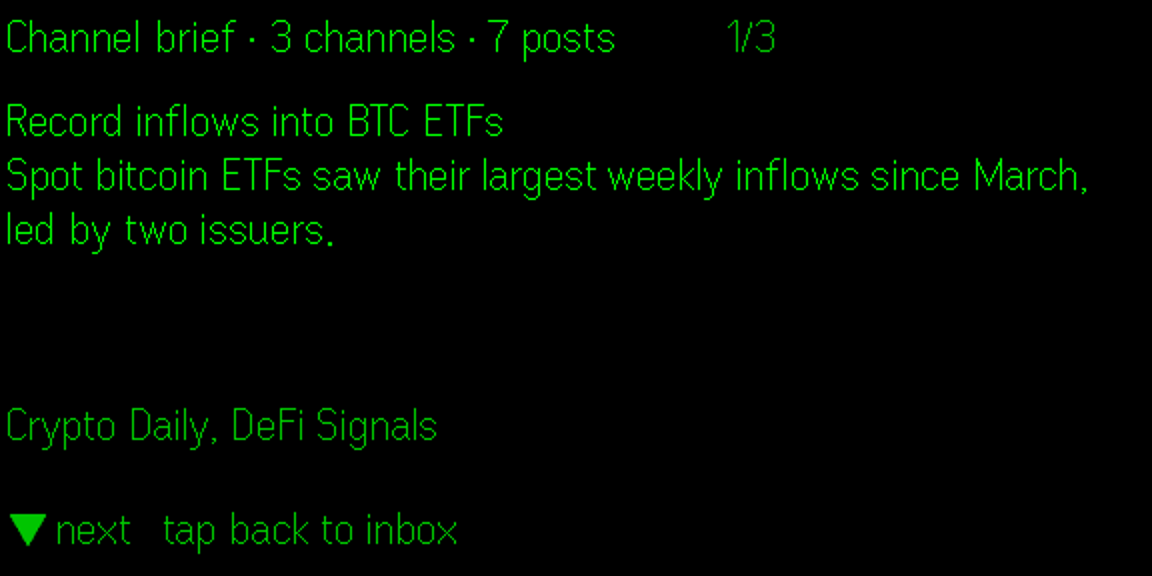 Channel brief · 3 channels · 7 posts 1/3
Record inflows into BTC ETFs
Spot bitcoin ETFs saw their largest weekly inflows since March,
led by two issuers.
Crypto Daily, DeFi Signals
▼ next tap back to inbox